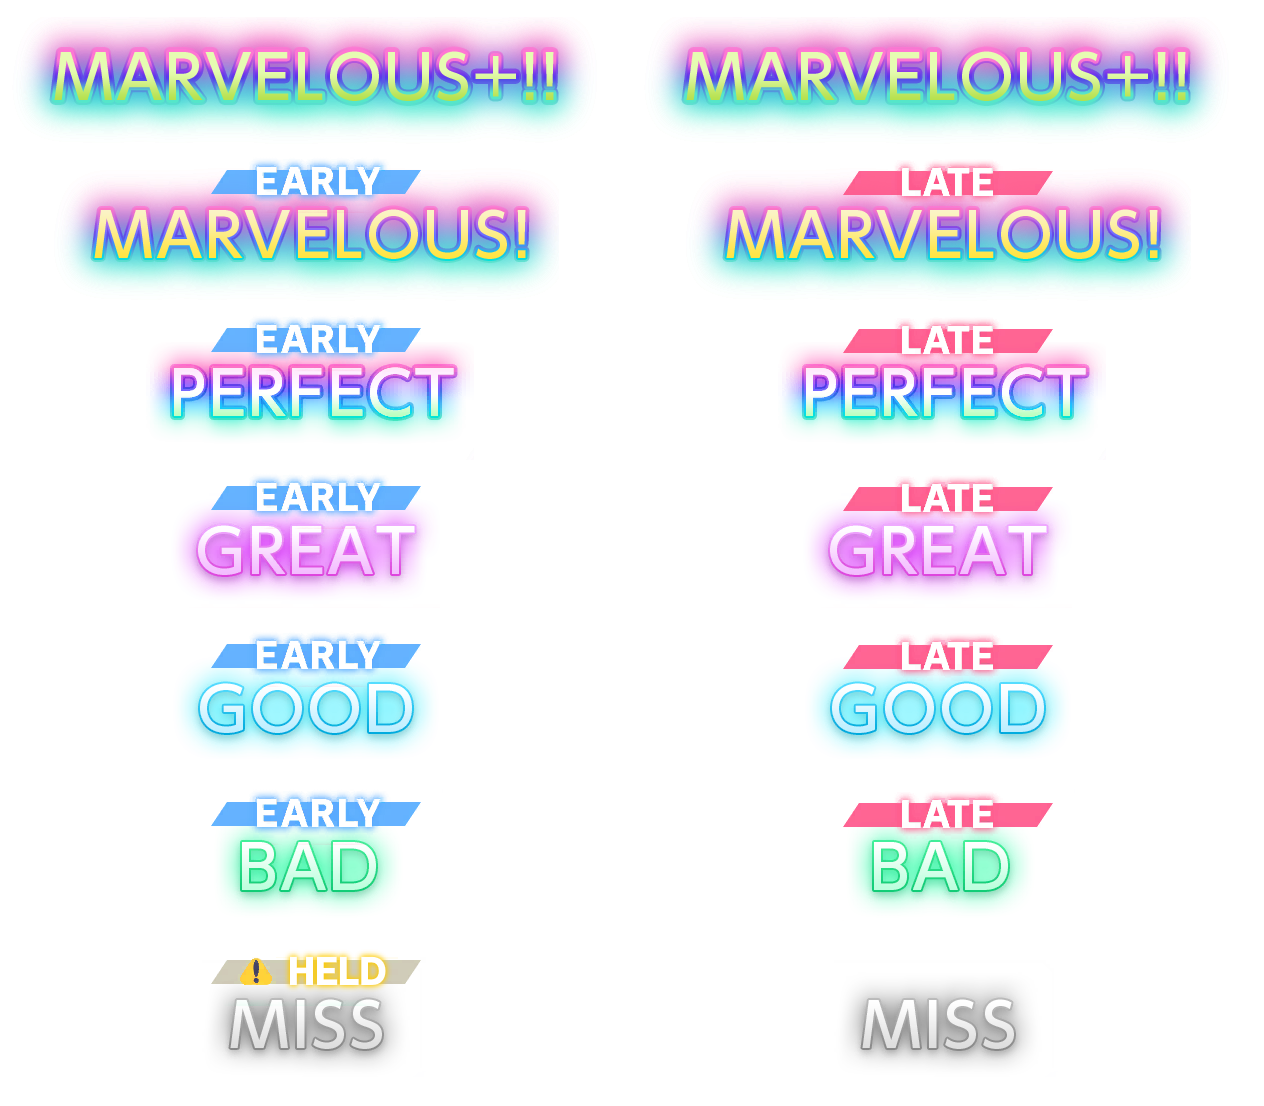 MARVELOUS+!! MARVELOUS+!!
EARLY LATE
MARVELOUS! MARVELOUS!
EARLY LATE
PERFECT PERFECT
EARLY LATE
GREAT GREAT
EARLY LATE
GOOD GOOD
EARLY LATE
BAD BAD
⚠ HELD
MISS MISS